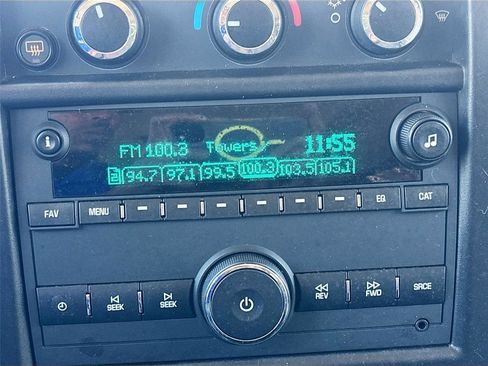 FM 100.3 Towers 11:55
2 94.7 97.1 99.5 100.3 103.5 105.1
FAV MENU EQ CAT
SEEK SEEK REV FWD SRCE